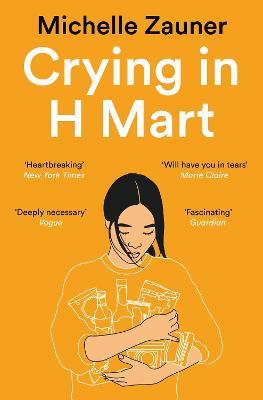 Michelle Zauner
Crying in
H Mart
‘Heartbreaking’
New York Times
‘Will have you in tears’
Marie Claire
‘Deeply necessary’
Vogue
‘Fascinating’
Guardian